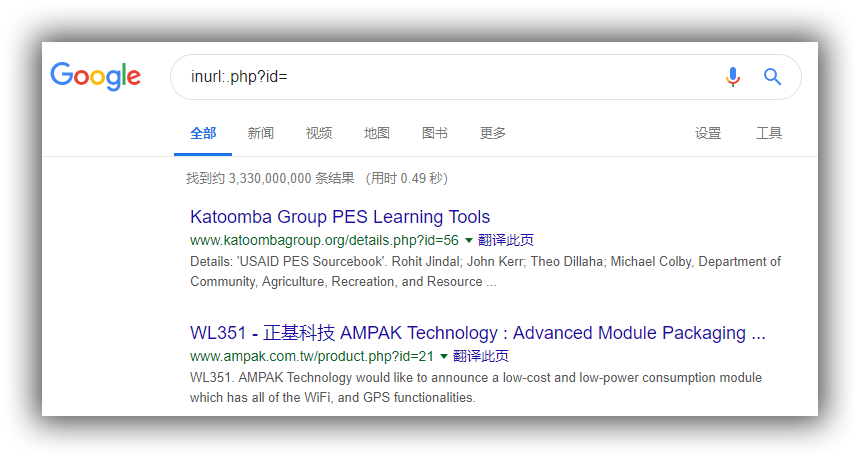 Google
inurl:.php?id=
全部 新闻 视频 地图 图书 更多 设置 工具
找到约 3,330,000,000 条结果 (用时 0.49 秒)
Katoomba Group PES Learning Tools
www.katoombagroup.org/details.php?id=56 翻译此页
Details: 'USAID PES Sourcebook'. Rohit Jindal; John Kerr; Theo Dillaha; Michael Colby, Department of
Community, Agriculture, Recreation, and Resource ...
WL351 - 正基科技 AMPAK Technology : Advanced Module Packaging ...
www.ampak.com.tw/product.php?id=21 翻译此页
WL351. AMPAK Technology would like to announce a low-cost and low-power consumption module
which has all of the WiFi, and GPS functionalities.